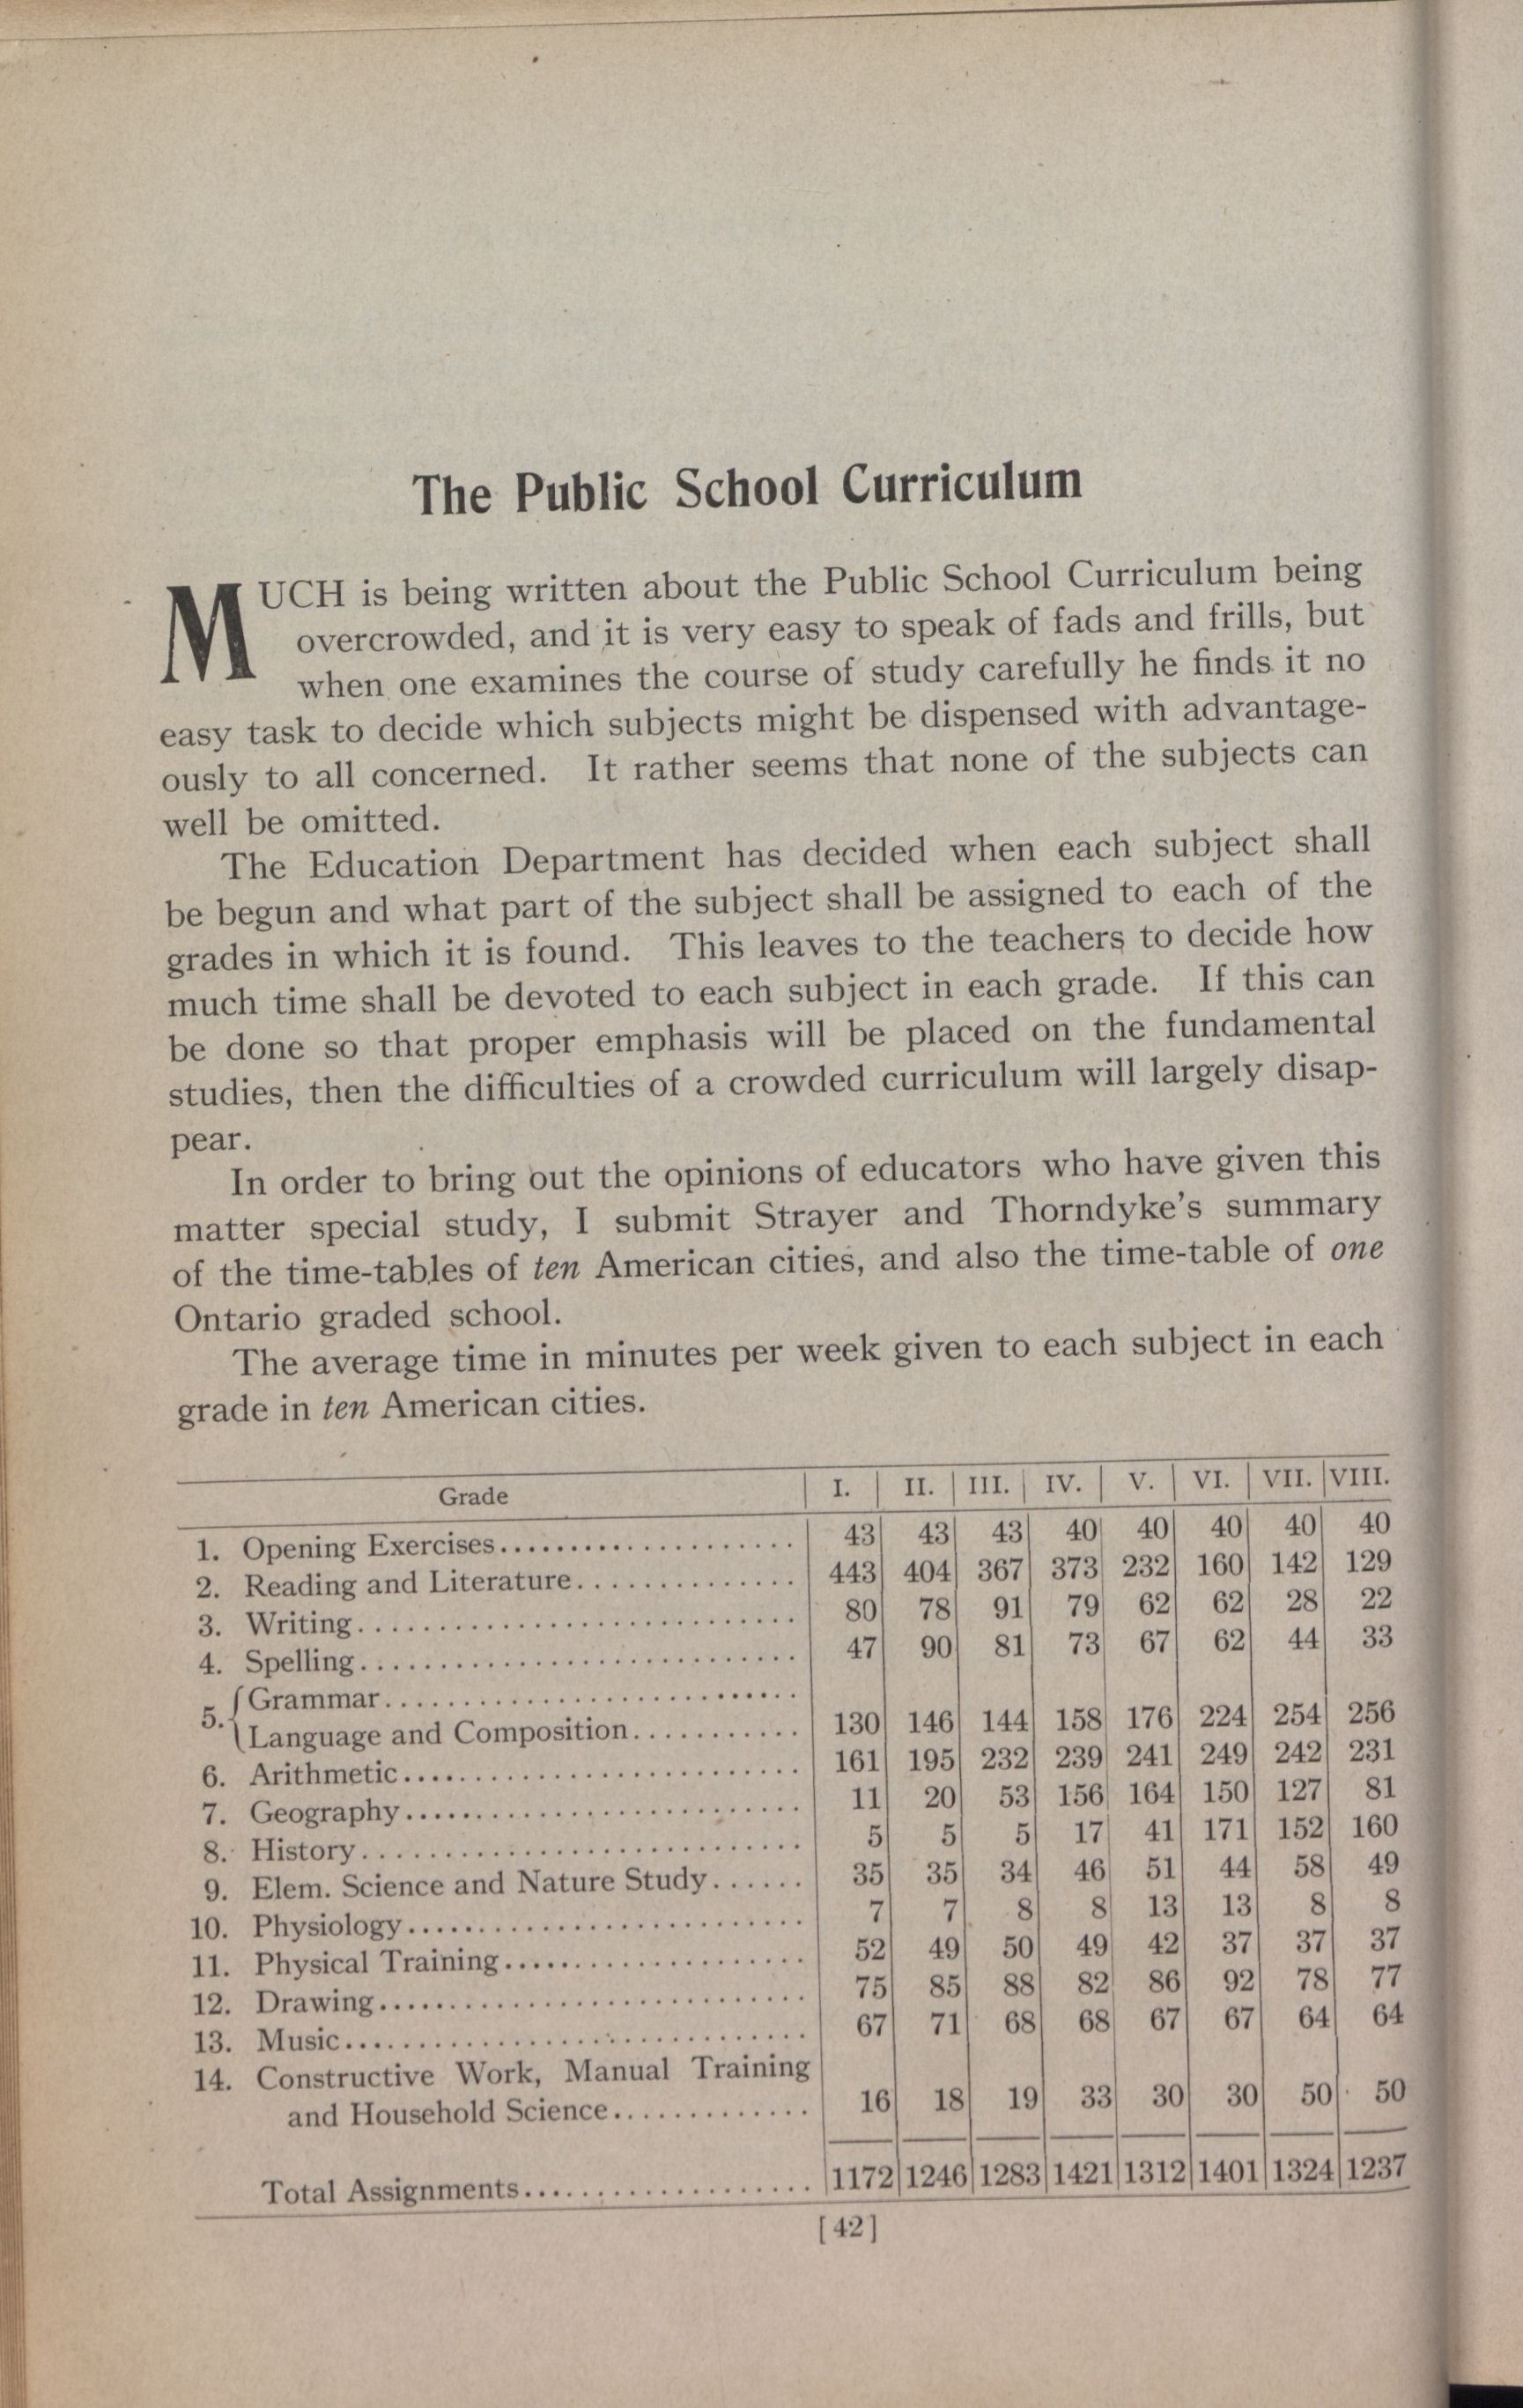 The Public School Curriculum
MUCH is being written about the Public School Curriculum being
overcrowded, and it is very easy to speak of fads and frills, but
when one examines the course of study carefully he finds it no
easy task to decide which subjects might be dispensed with advantage-
ously to all concerned. It rather seems that none of the subjects can
well be omitted.
The Education Department has decided when each subject shall
be begun and what part of the subject shall be assigned to each of the
grades in which it is found. This leaves to the teachers to decide how
much time shall be devoted to each subject in each grade. If this can
be done so that proper emphasis will be placed on the fundamental
studies, then the difficulties of a crowded curriculum will largely disap-
pear.
In order to bring out the opinions of educators who have given this
matter special study, I submit Strayer and Thorndyke's summary
of the time-tables of ten American cities, and also the time-table of one
Ontario graded school.
The average time in minutes per week given to each subject in each
grade in ten American cities.
Grade | I. | II. | III. | IV. | V. | VI. | VII. | VIII.
1. Opening Exercises.................... 43 43 43 40 40 40 40 40
2. Reading and Literature.............. 443 404 367 373 232 160 142 129
3. Writing............................ 80 78 91 79 62 62 28 22
4. Spelling............................ 47 90 81 73 67 62 44 33
5. { Grammar..........................
Language and Composition........... 130 146 144 158 176 224 254 256
6. Arithmetic......................... 161 195 232 239 241 249 242 231
7. Geography......................... 11 20 53 156 164 150 127 81
8. History............................ 5 5 5 17 41 171 152 160
9. Elem. Science and Nature Study...... 35 35 34 46 51 44 58 49
10. Physiology......................... 7 7 8 8 13 13 8 8
11. Physical Training................... 52 49 50 49 42 37 37 37
12. Drawing........................... 75 85 88 82 86 92 78 77
13. Music.............................. 67 71 68 68 67 67 64 64
14. Constructive Work, Manual Training
and Household Science............. 16 18 19 33 30 30 50 50
Total Assignments................... 1172 1246 1283 1421 1312 1401 1324 1237
[42]